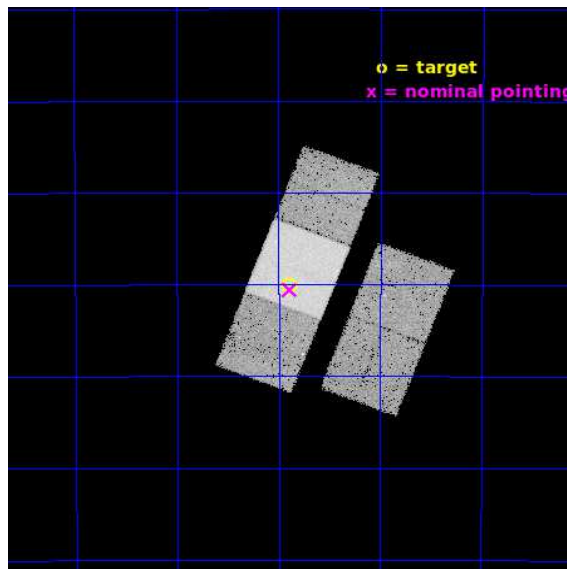 o = target
x = nominal pointing